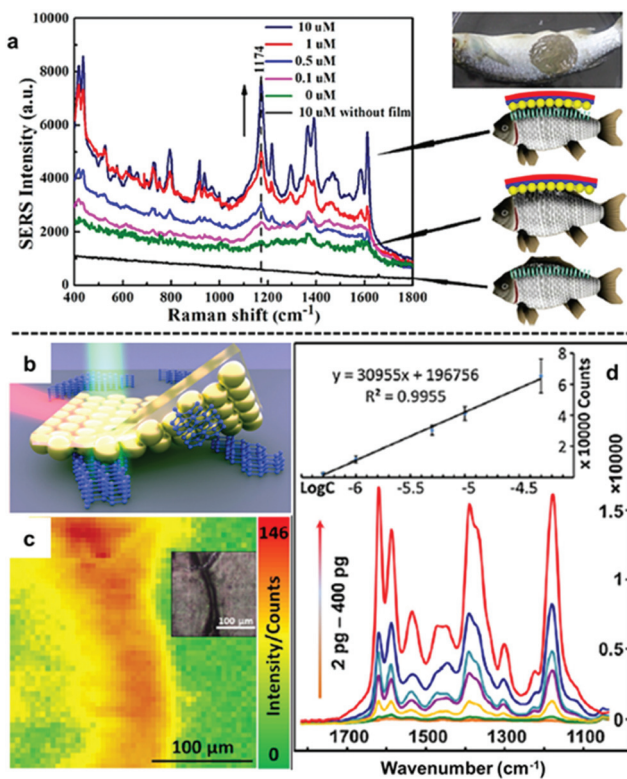 a
10000
8000
6000
4000
2000
0
SERS Intensity (a.u.)
10 uM
1 uM
0.5 uM
0.1 uM
0 uM
10 uM without film
1174
400 600 800 1000 1200 1400 1600 1800
Raman shift (cm-1)
b
c
146
Intensity/Counts
0
100 µm
100 µm
d
y = 30955x + 196756
R² = 0.9955
8
6
4
2
x 10000 Counts
LogC -6 -5.5 -5 -4.5
×10000
1.5
1.0
0.5
0
2 pg – 400 pg
1700 1500 1300 1100
Wavenumber (cm-1)